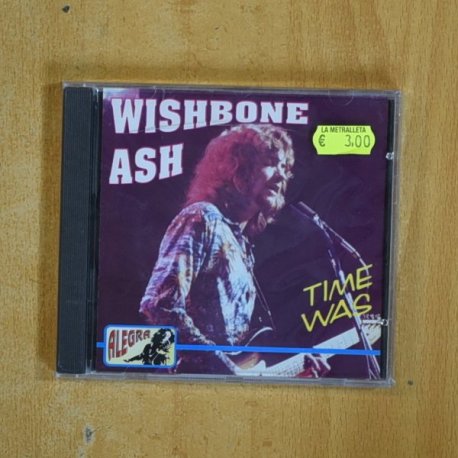 WISHBONE
ASH
LA METRALLETA
€ 3,00
TIME
WAS
ALEGRA